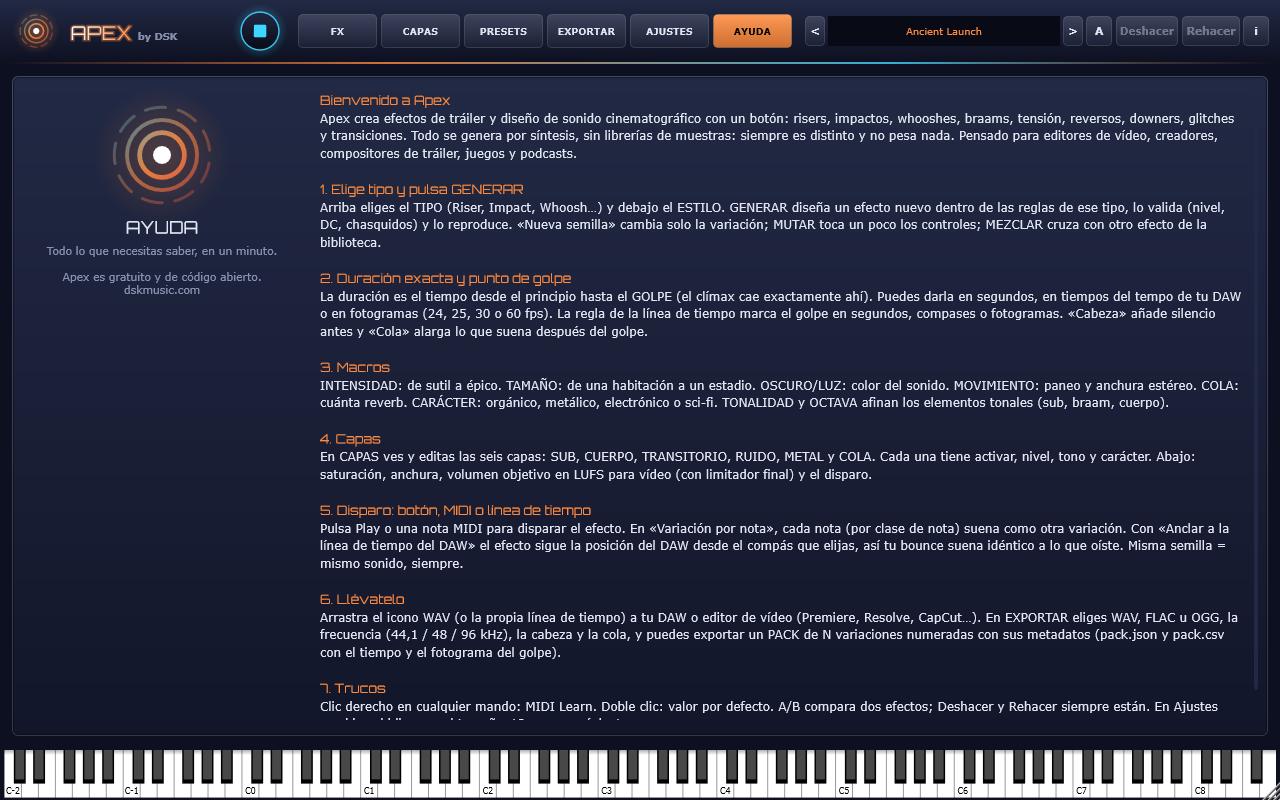 APEX by DSK
FX
CAPAS
PRESETS
EXPORTAR
AJUSTES
AYUDA
<
Ancient Launch
>
A
Deshacer
Rehacer
i
AYUDA
Todo lo que necesitas saber, en un minuto.
Apex es gratuito y de código abierto.
dskmusic.com
Bienvenido a Apex
Apex crea efectos de tráiler y diseño de sonido cinematográfico con un botón: risers, impactos, whooshes, braams, tensión, reversos, downers, glitches
y transiciones. Todo se genera por síntesis, sin librerías de muestras: siempre es distinto y no pesa nada. Pensado para editores de vídeo, creadores,
compositores de tráiler, juegos y podcasts.
1. Elige tipo y pulsa GENERAR
Arriba eliges el TIPO (Riser, Impact, Whoosh...) y debajo el ESTILO. GENERAR diseña un efecto nuevo dentro de las reglas de ese tipo, lo valida (nivel,
DC, chasquidos) y lo reproduce. «Nueva semilla» cambia solo la variación; MUTAR toca un poco los controles; MEZCLAR cruza con otro efecto de la
biblioteca.
2. Duración exacta y punto de golpe
La duración es el tiempo desde el principio hasta el GOLPE (el clímax cae exactamente ahí). Puedes darla en segundos, en tiempos del tempo de tu DAW
o en fotogramas (24, 25, 30 o 60 fps). La regla de la línea de tiempo marca el golpe en segundos, compases o fotogramas. «Cabeza» añade silencio
antes y «Cola» alarga lo que suena después del golpe.
3. Macros
INTENSIDAD: de sutil a épico. TAMAÑO: de una habitación a un estadio. OSCURO/LUZ: color del sonido. MOVIMIENTO: paneo y anchura estéreo. COLA:
cuánta reverb. CARÁCTER: orgánico, metálico, electrónico o sci-fi. TONALIDAD y OCTAVA afinan los elementos tonales (sub, braam, cuerpo).
4. Capas
En CAPAS ves y editas las seis capas: SUB, CUERPO, TRANSITORIO, RUIDO, METAL y COLA. Cada una tiene activar, nivel, tono y carácter. Abajo:
saturación, anchura, volumen objetivo en LUFS para vídeo (con limitador final) y el disparo.
5. Disparo: botón, MIDI o línea de tiempo
Pulsa Play o una nota MIDI para disparar el efecto. En «Variación por nota», cada nota (por clase de nota) suena como otra variación. Con «Anclar a la
línea de tiempo del DAW» el efecto sigue la posición del DAW desde el compás que elijas, así tu bounce suena idéntico a lo que oíste. Misma semilla =
mismo sonido, siempre.
6. Llévatelo
Arrastra el icono WAV (o la propia línea de tiempo) a tu DAW o editor de vídeo (Premiere, Resolve, CapCut...). En EXPORTAR eliges WAV, FLAC u OGG, la
frecuencia (44,1 / 48 / 96 kHz), la cabeza y la cola, y puedes exportar un PACK de N variaciones numeradas con sus metadatos (pack.json y pack.csv
con el tiempo y el fotograma del golpe).
7. Trucos
Clic derecho en cualquier mando: MIDI Learn. Doble clic: valor por defecto. A/B compara dos efectos; Deshacer y Rehacer siempre están. En Ajustes
C-2
C-1
C0
C1
C2
C3
C4
C5
C6
C7
C8